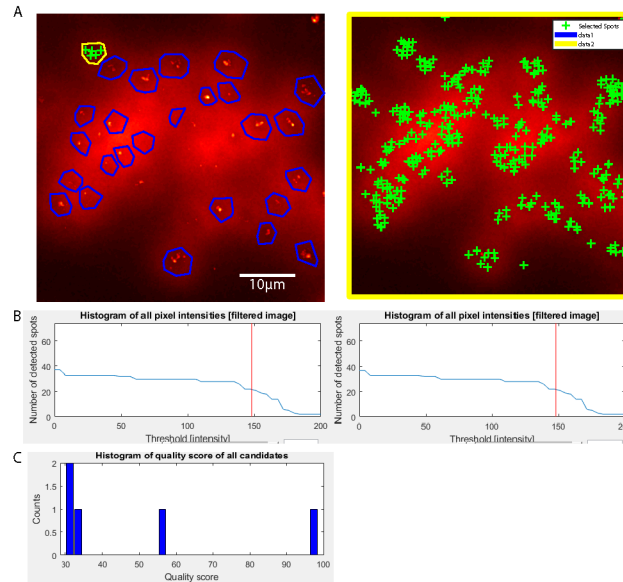 A
Selected Spots
data1
data2
10μm
B
Histogram of all pixel intensities [filtered image]
Number of detected spots
60
40
20
0
0
50
100
150
200
Threshold [intensity]
Histogram of all pixel intensities [filtered image]
Number of detected spots
60
40
20
0
0
50
100
150
200
Threshold [intensity]
C
Histogram of quality score of all candidates
Counts
2
1.5
1
0.5
0
30
40
50
60
70
80
90
100
Quality score